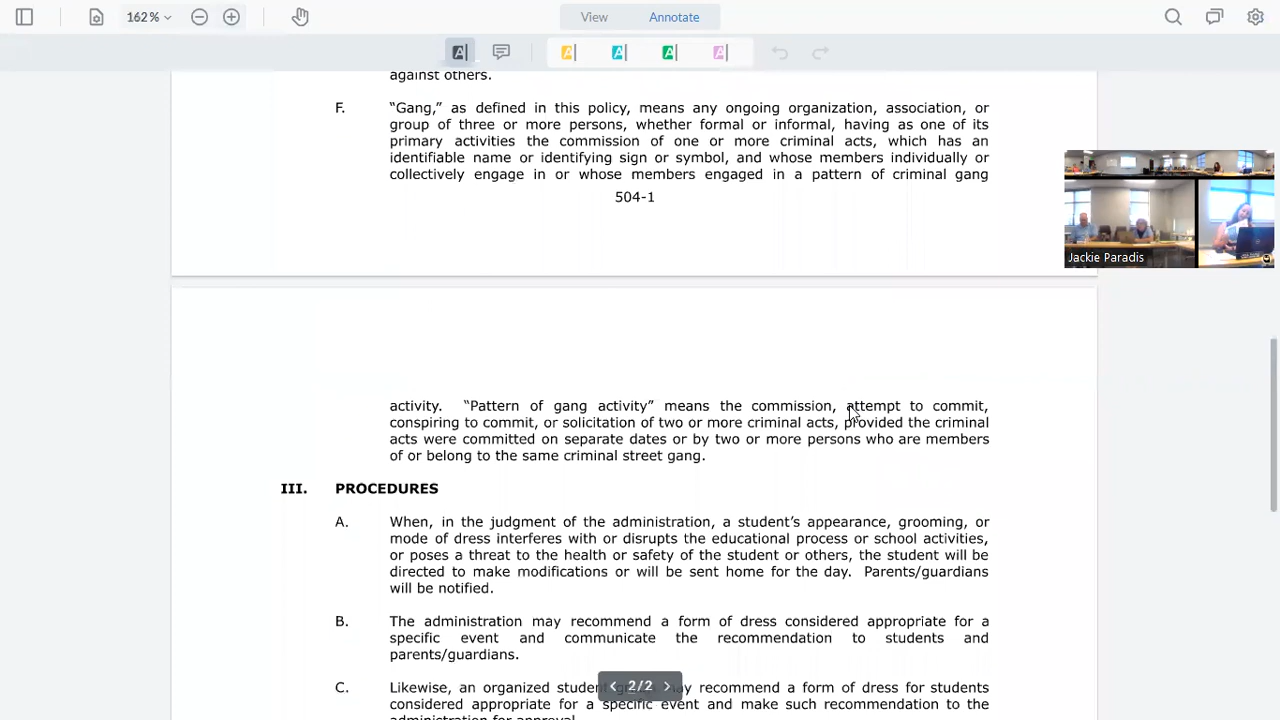 162%
View
Annotate
against others.
F. “Gang,” as defined in this policy, means any ongoing organization, association, or
group of three or more persons, whether formal or informal, having as one of its
primary activities the commission of one or more criminal acts, which has an
identifiable name or identifying sign or symbol, and whose members individually or
collectively engage in or whose members engaged in a pattern of criminal gang
504-1
Jackie Paradis
activity. “Pattern of gang activity” means the commission, attempt to commit,
conspiring to commit, or solicitation of two or more criminal acts, provided the criminal
acts were committed on separate dates or by two or more persons who are members
of or belong to the same criminal street gang.
III. PROCEDURES
A. When, in the judgment of the administration, a student’s appearance, grooming, or
mode of dress interferes with or disrupts the educational process or school activities,
or poses a threat to the health or safety of the student or others, the student will be
directed to make modifications or will be sent home for the day. Parents/guardians
will be notified.
B. The administration may recommend a form of dress considered appropriate for a
specific event and communicate the recommendation to students and
parents/guardians.
2/2
C. Likewise, an organized student may recommend a form of dress for students
considered appropriate for a specific event and make such recommendation to the
administration for approval.